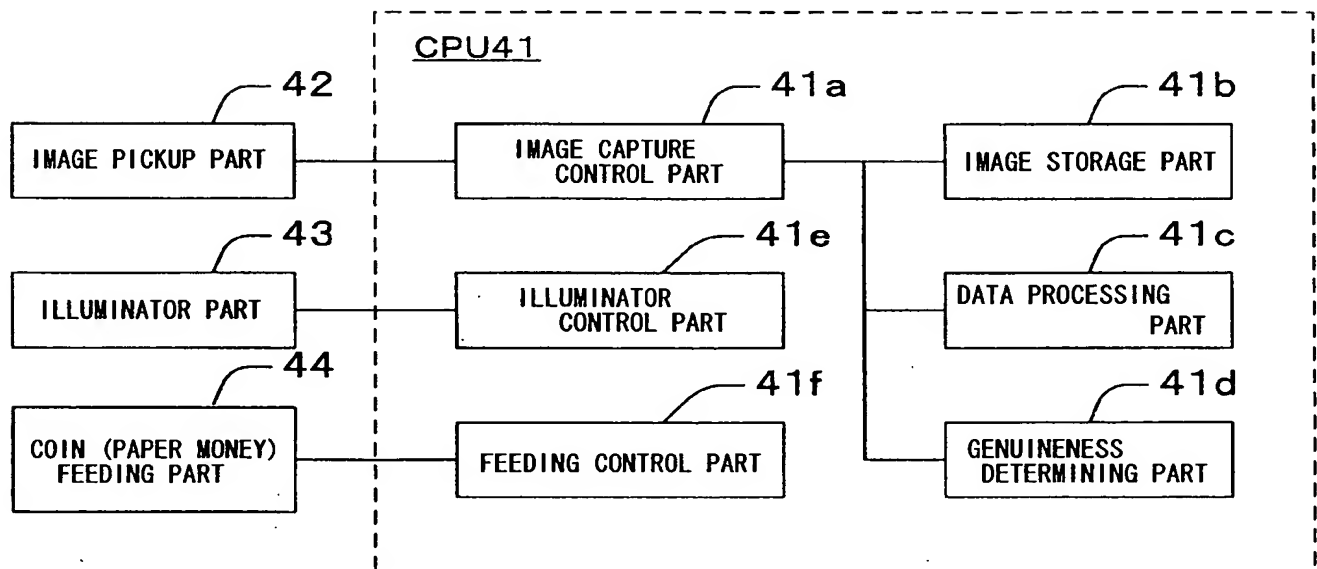 CPU41
42
41a
41b
IMAGE PICKUP PART
IMAGE CAPTURE
CONTROL PART
IMAGE STORAGE PART
43
41e
41c
ILLUMINATOR PART
ILLUMINATOR
CONTROL PART
DATA PROCESSING
PART
44
41f
41d
COIN (PAPER MONEY)
FEEDING PART
FEEDING CONTROL PART
GENUINENESS
DETERMINING PART